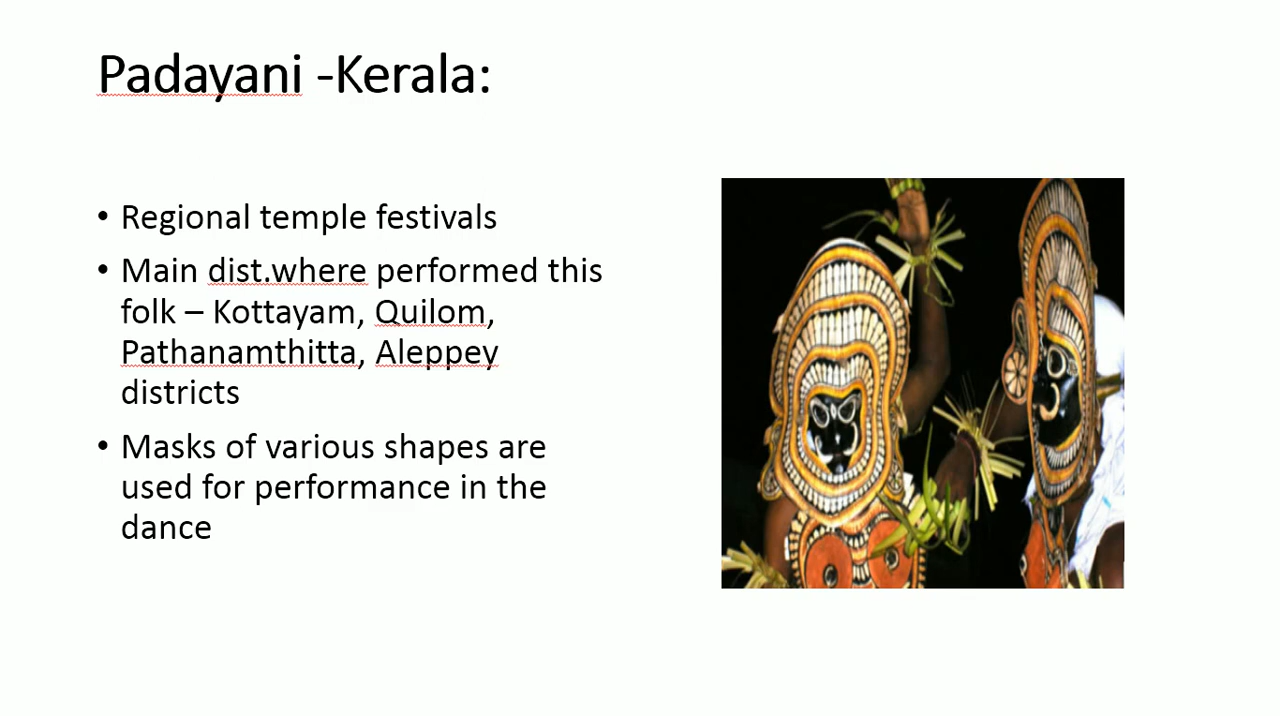 Padayani -Kerala:
• Regional temple festivals
• Main dist.where performed this
folk – Kottayam, Quilom,
Pathanamthitta, Aleppey
districts
• Masks of various shapes are
used for performance in the
dance